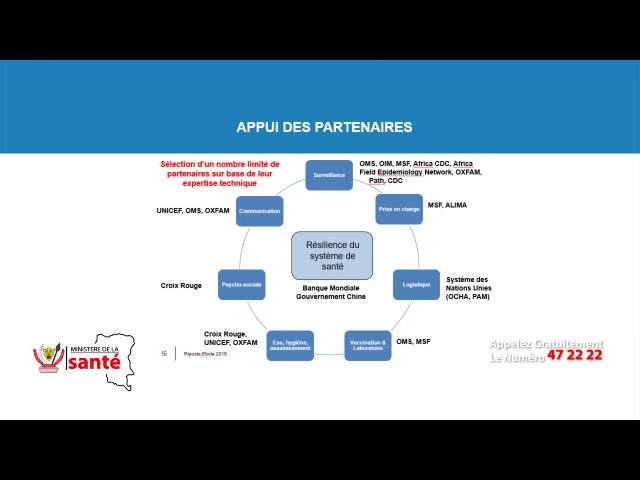 APPUI DES PARTENAIRES
Sélection d'un nombre limité de
partenaires sur base de leur
expertise technique
Surveillance
OMS, OIM, MSF, Africa CDC, Africa
Field Epidemiology Network, OXFAM,
Path, CDC
UNICEF, OMS, OXFAM
Communication
Prise en charge
MSF, ALIMA
Résilience du
système de
santé
Banque Mondiale
Gouvernement Chine
Croix Rouge
Psycho-sociale
Logistique
Système des
Nations Unies
(OCHA, PAM)
Croix Rouge,
UNICEF, OXFAM
Eau, hygiène,
assainissement
Vaccination &
Laboratoire
OMS, MSF
MINISTERE DE LA
santé
15
Riposte Ebola 2018
Appelez Gratuitement
Le Numéro 47 22 22